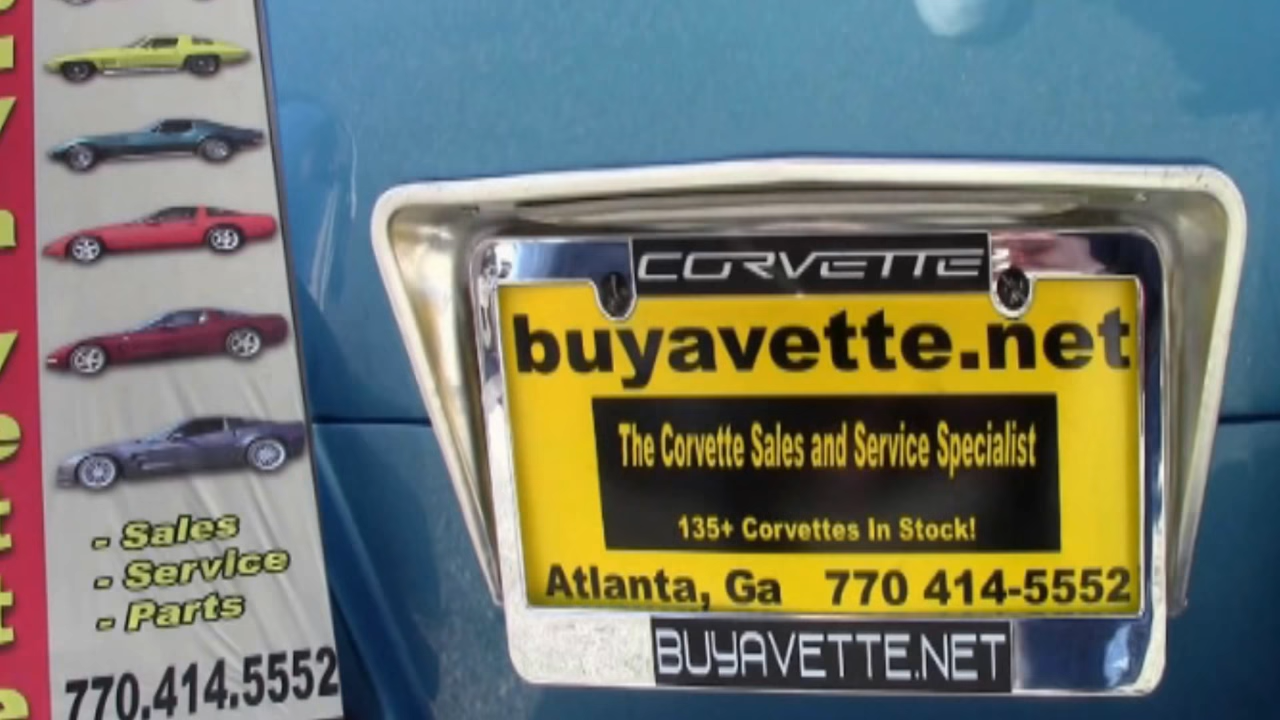 - Sales
- Service
- Parts
770.414.5552
CORVETTE
buyavette.net
The Corvette Sales and Service Specialist
135+ Corvettes In Stock!
Atlanta, Ga 770 414-5552
BUYAVETTE.NET